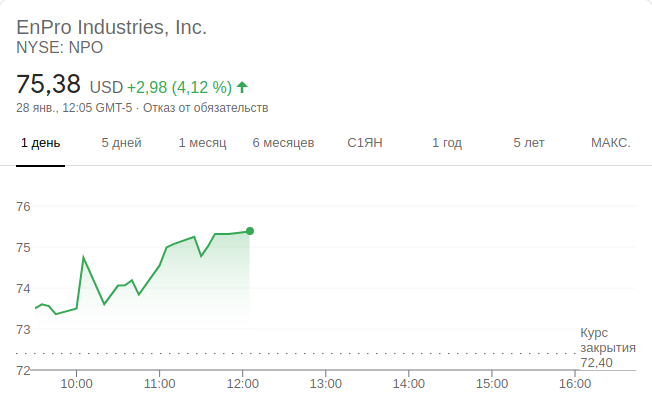 EnPro Industries, Inc.
NYSE: NPO
75,38 USD +2,98 (4,12 %)
28 янв., 12:05 GMT-5 · Отказ от обязательств
1 день 5 дней 1 месяц 6 месяцев С1ЯН 1 год 5 лет МАКС.
76
75
74
73
Курс
закрытия
72,40
72
10:00 11:00 12:00 13:00 14:00 15:00 16:00